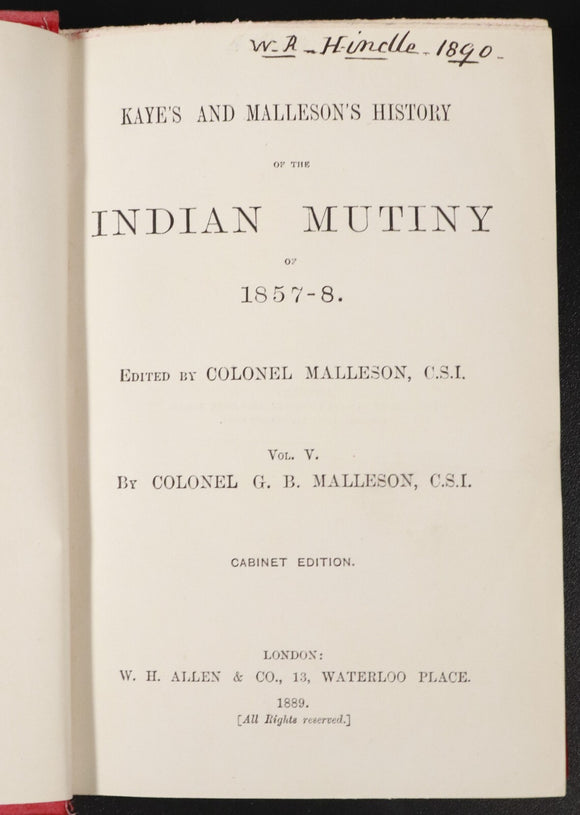 W. A. Hindle. 1890.
KAYE'S AND MALLESON'S HISTORY
OF THE
INDIAN MUTINY
OF
1857-8.
EDITED BY COLONEL MALLESON, C.S.I.
VOL. V.
BY COLONEL G. B. MALLESON, C.S.I.
CABINET EDITION.
LONDON:
W. H. ALLEN & CO., 13, WATERLOO PLACE.
1889.
[All Rights reserved.]